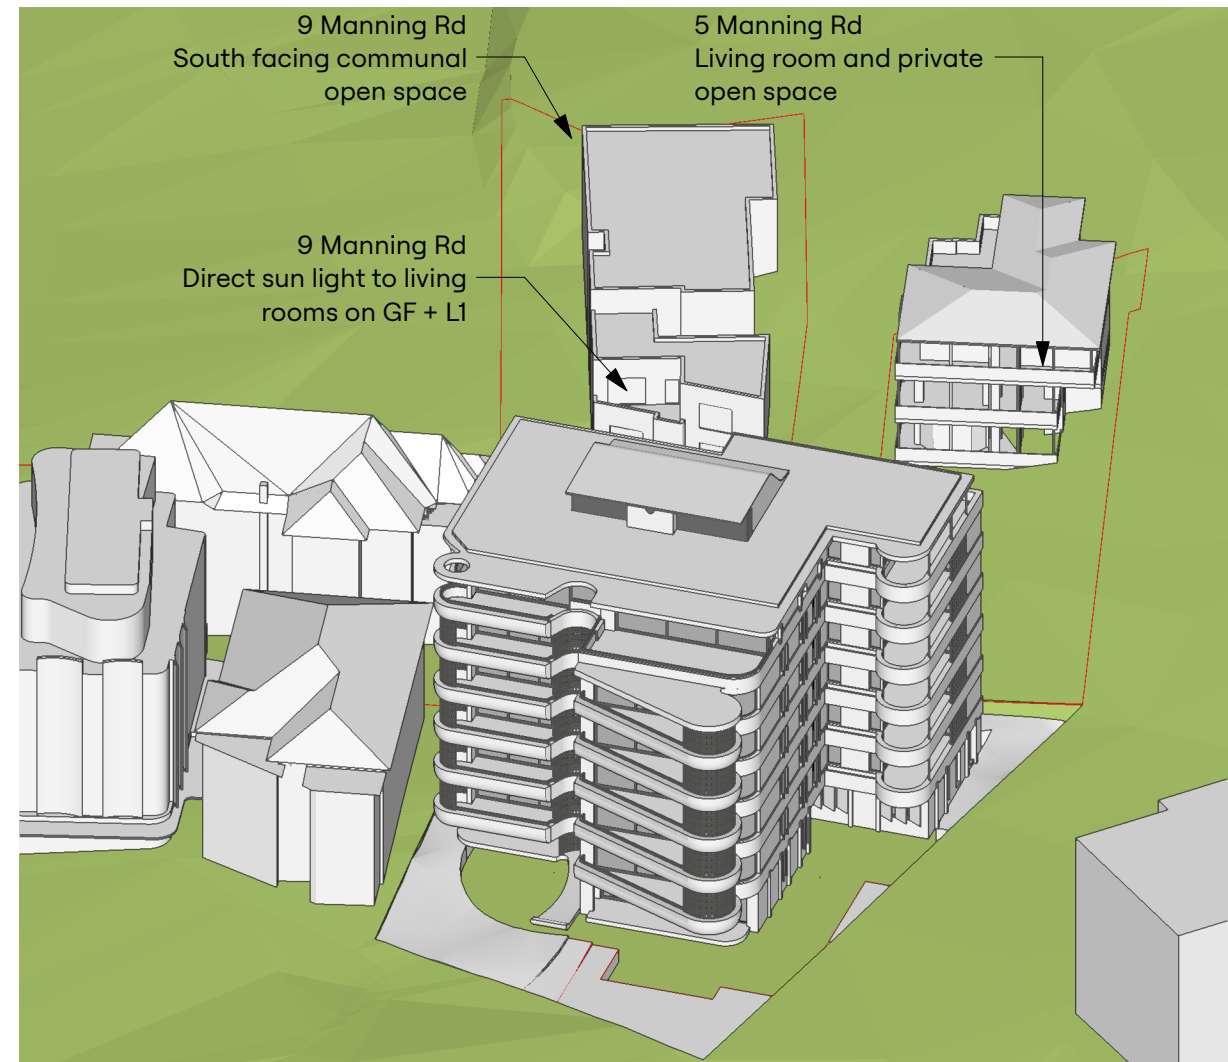 9 Manning Rd
South facing communal
open space
5 Manning Rd
Living room and private
open space
9 Manning Rd
Direct sun light to living
rooms on GF + L1